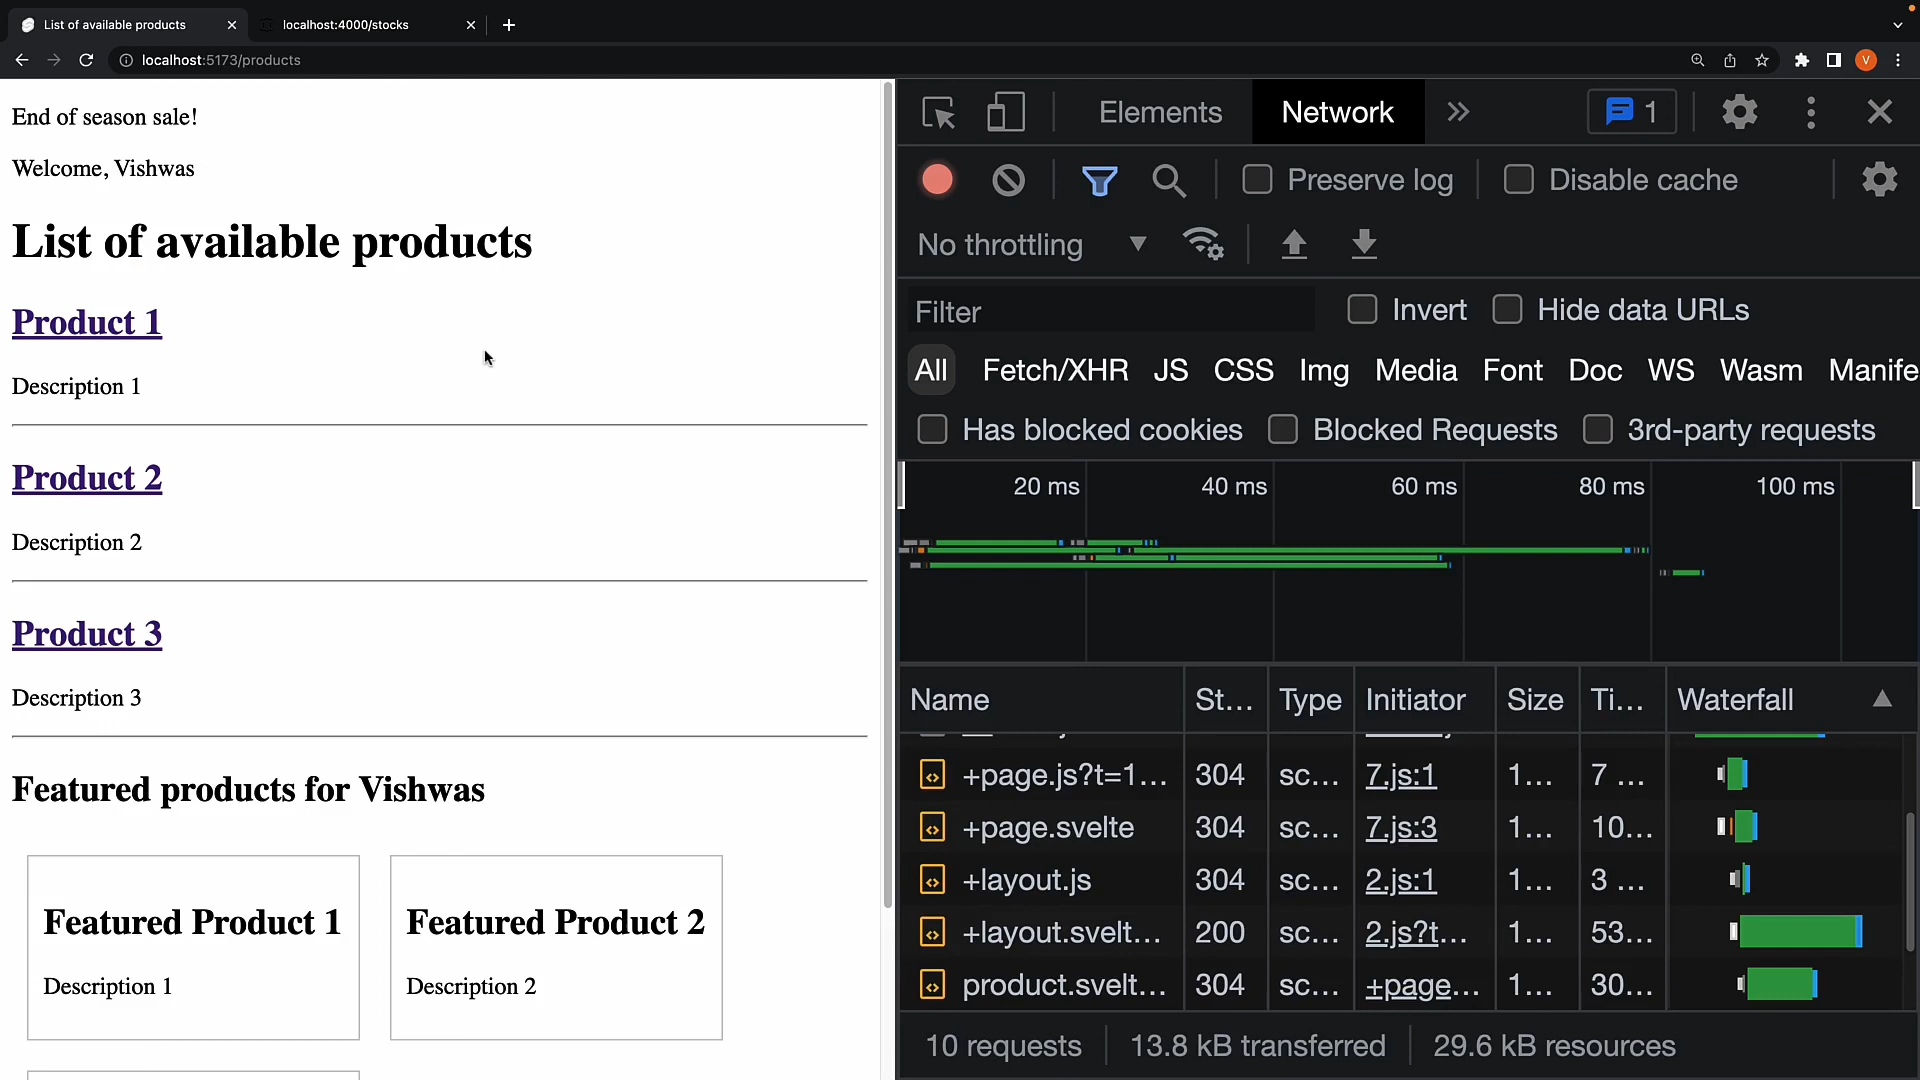 List of available products
localhost:4000/stocks
localhost:5173/products
V
End of season sale!
Welcome, Vishwas
List of available products
Product 1
Description 1
Product 2
Description 2
Product 3
Description 3
Featured products for Vishwas
Featured Product 1
Description 1
Featured Product 2
Description 2
Elements
Network
1
Preserve log
Disable cache
No throttling
Filter
Invert
Hide data URLs
All Fetch/XHR JS CSS Img Media Font Doc WS Wasm Manife
Has blocked cookies
Blocked Requests
3rd-party requests
20 ms 40 ms 60 ms 80 ms 100 ms
Name St... Type Initiator Size Ti... Waterfall
+page.js?t=1... 304 sc... 7.js:1 1... 7 ...
+page.svelte 304 sc... 7.js:3 1... 10...
+layout.js 304 sc... 2.js:1 1... 3 ...
+layout.svelt... 200 sc... 2.js?t... 1... 53...
product.svelt... 304 sc... +page... 1... 30...
10 requests 13.8 kB transferred 29.6 kB resources